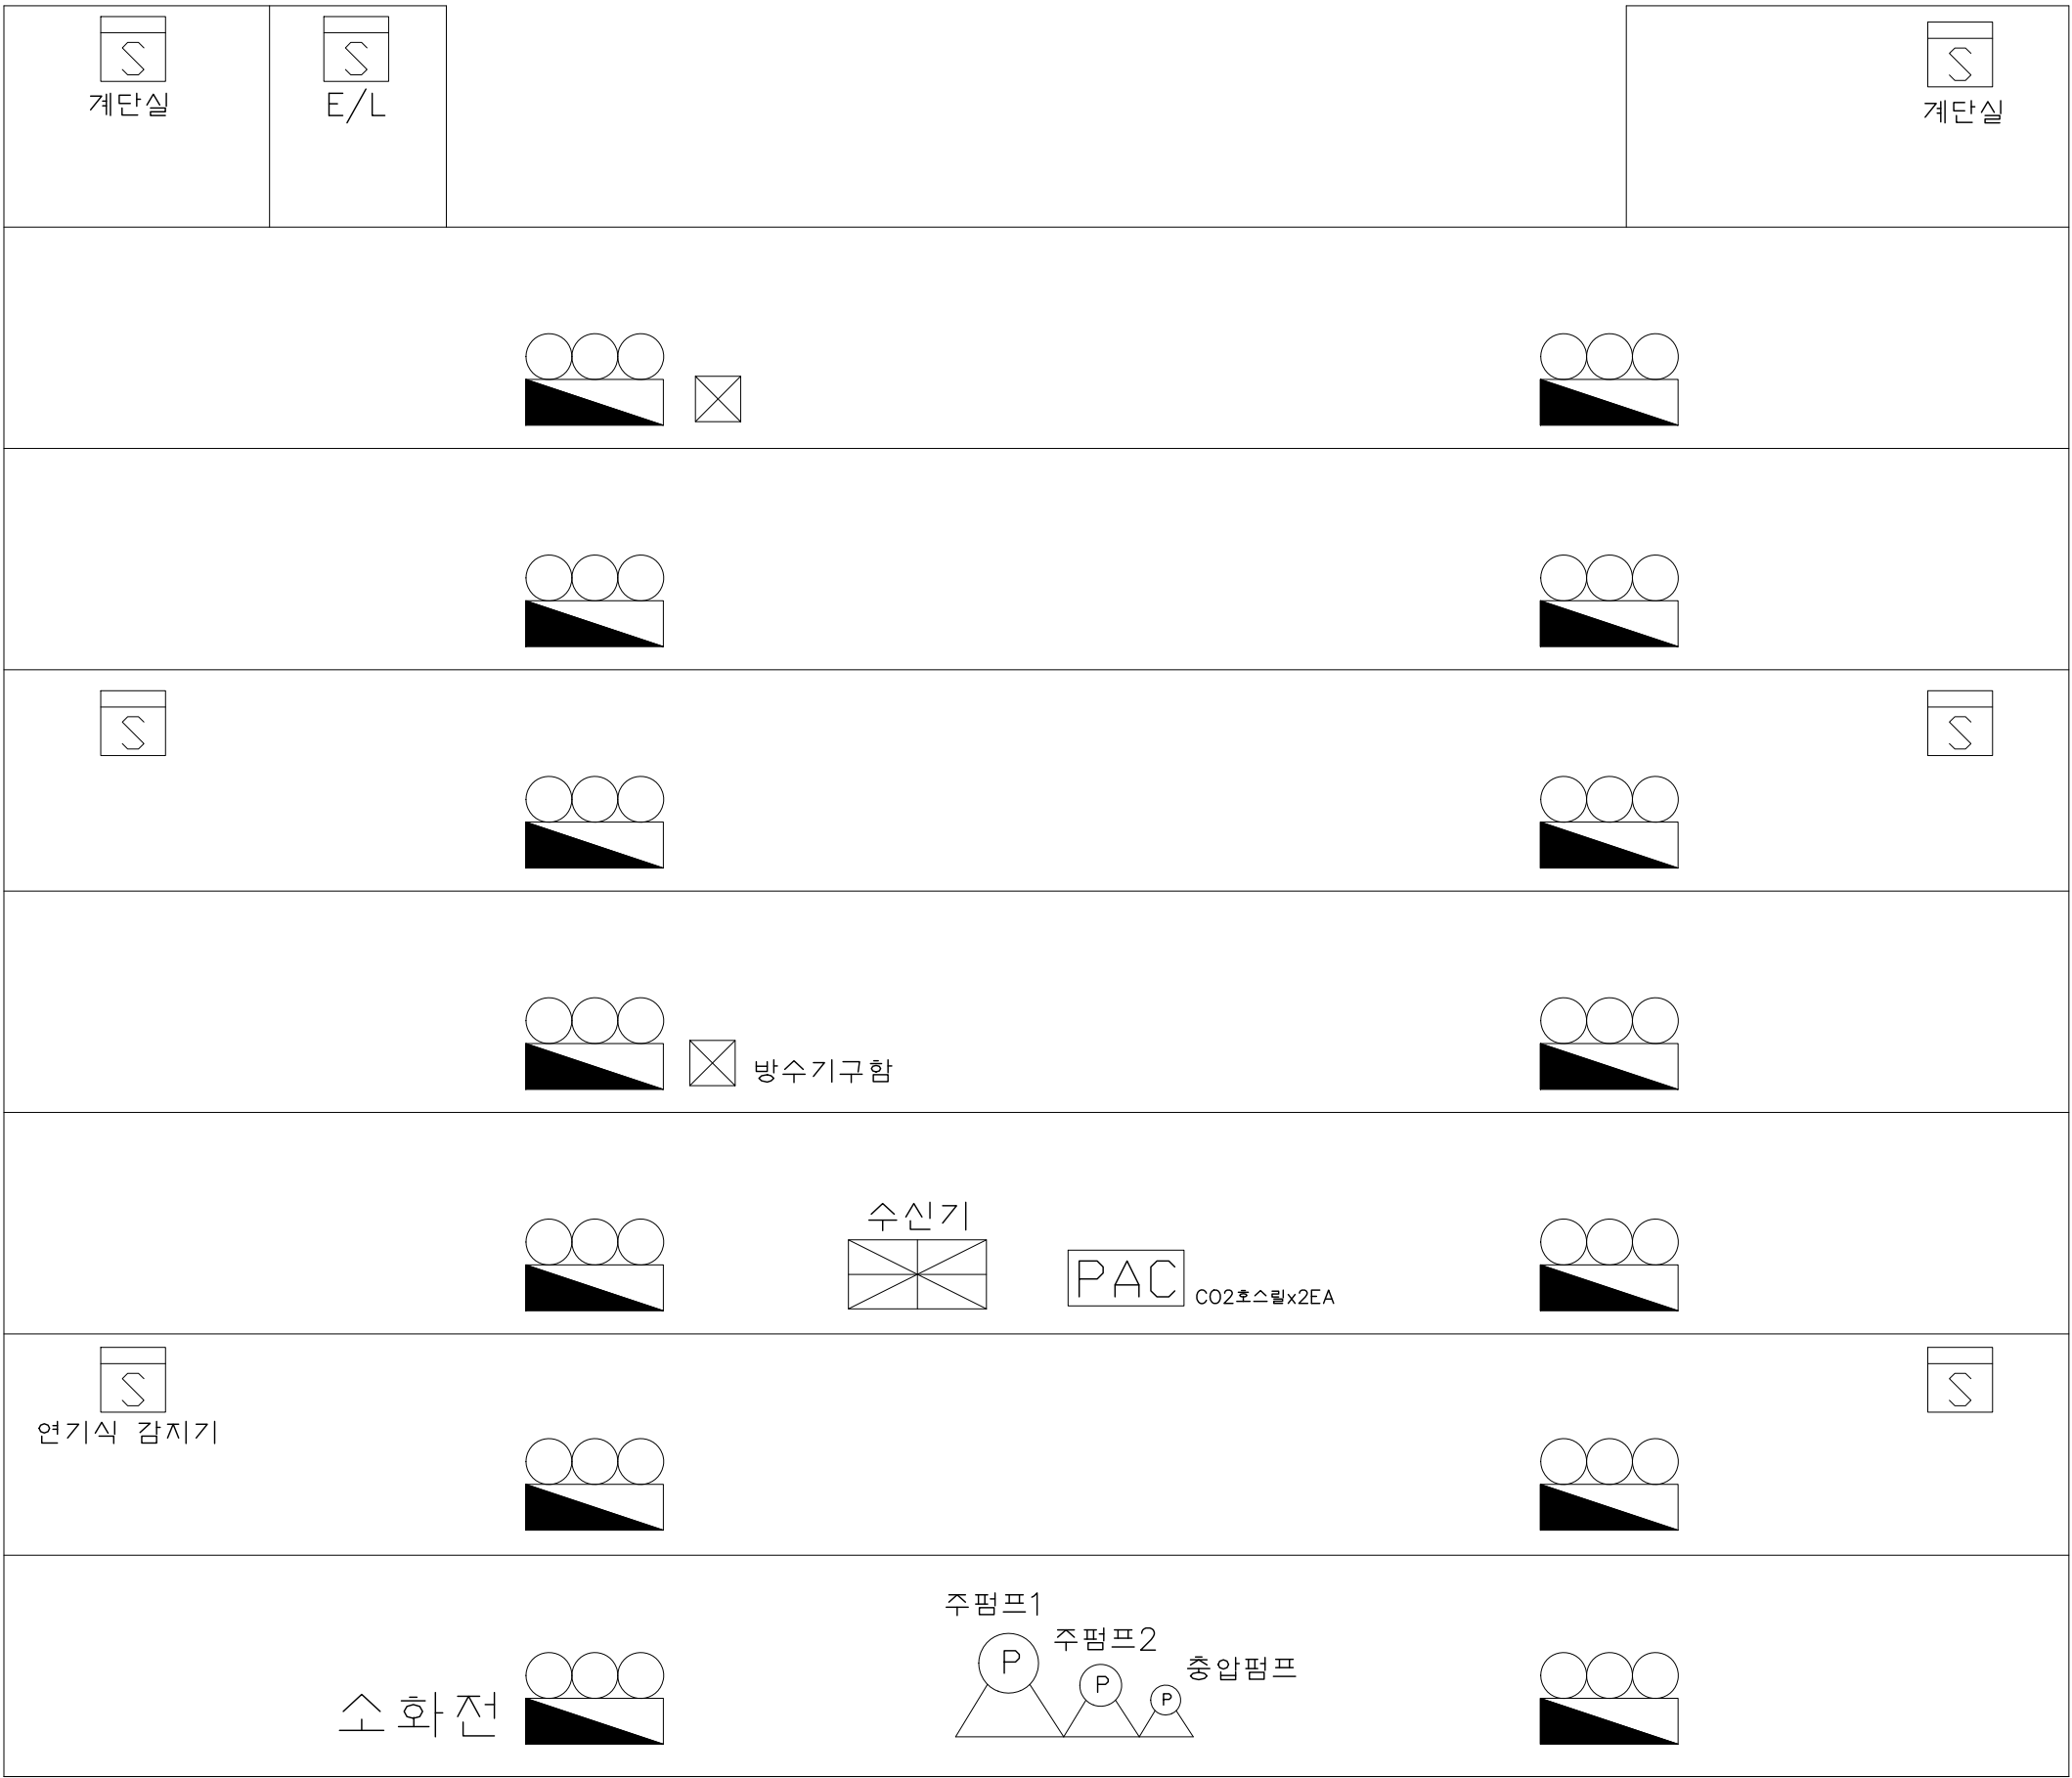 S
S
S
계단실
E/L
계단실
S
S
방수기구함
수신기
PAC
CO2호스릴x2EA
S
S
연기식 감지기
주펌프1
주펌프2
충압펌프
P
P
P
소화전